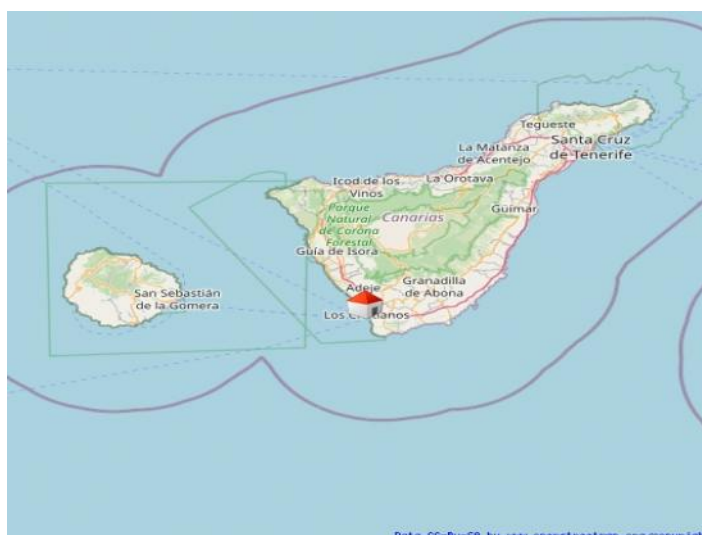 Tegueste
Santa Cruz
de Tenerife
La Matanza
de Acentejo
La Orotava
Icod de los
Vinos
Parque
Natural
de Corona
Forestal
Canarias
Güímar
Guía de Isora
Adeje
Granadilla
de Abona
San Sebastián
de la Gomera
Los